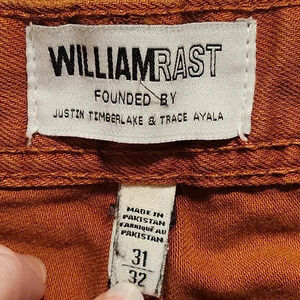 WILLIAMRAST
FOUNDED BY
JUSTIN TIMBERLAKE & TRACE AYALA
MADE IN
PAKISTAN
FABRIQUÉ AU
PAKISTAN
31
32